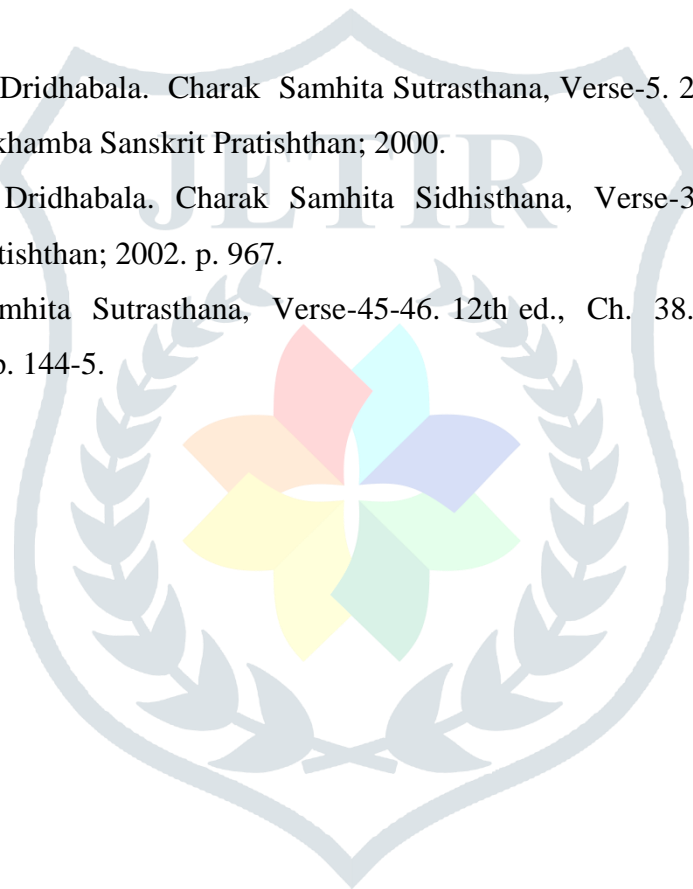 Dridhabala. Charak Samhita Sutrasthana, Verse-5. 2
khamba Sanskrit Pratishthan; 2000.
JETIR
Dridhabala. Charak Samhita Sidhisthana, Verse-3
tishthan; 2002. p. 967.
mhita Sutrasthana, Verse-45-46. 12th ed., Ch. 38.
p. 144-5.